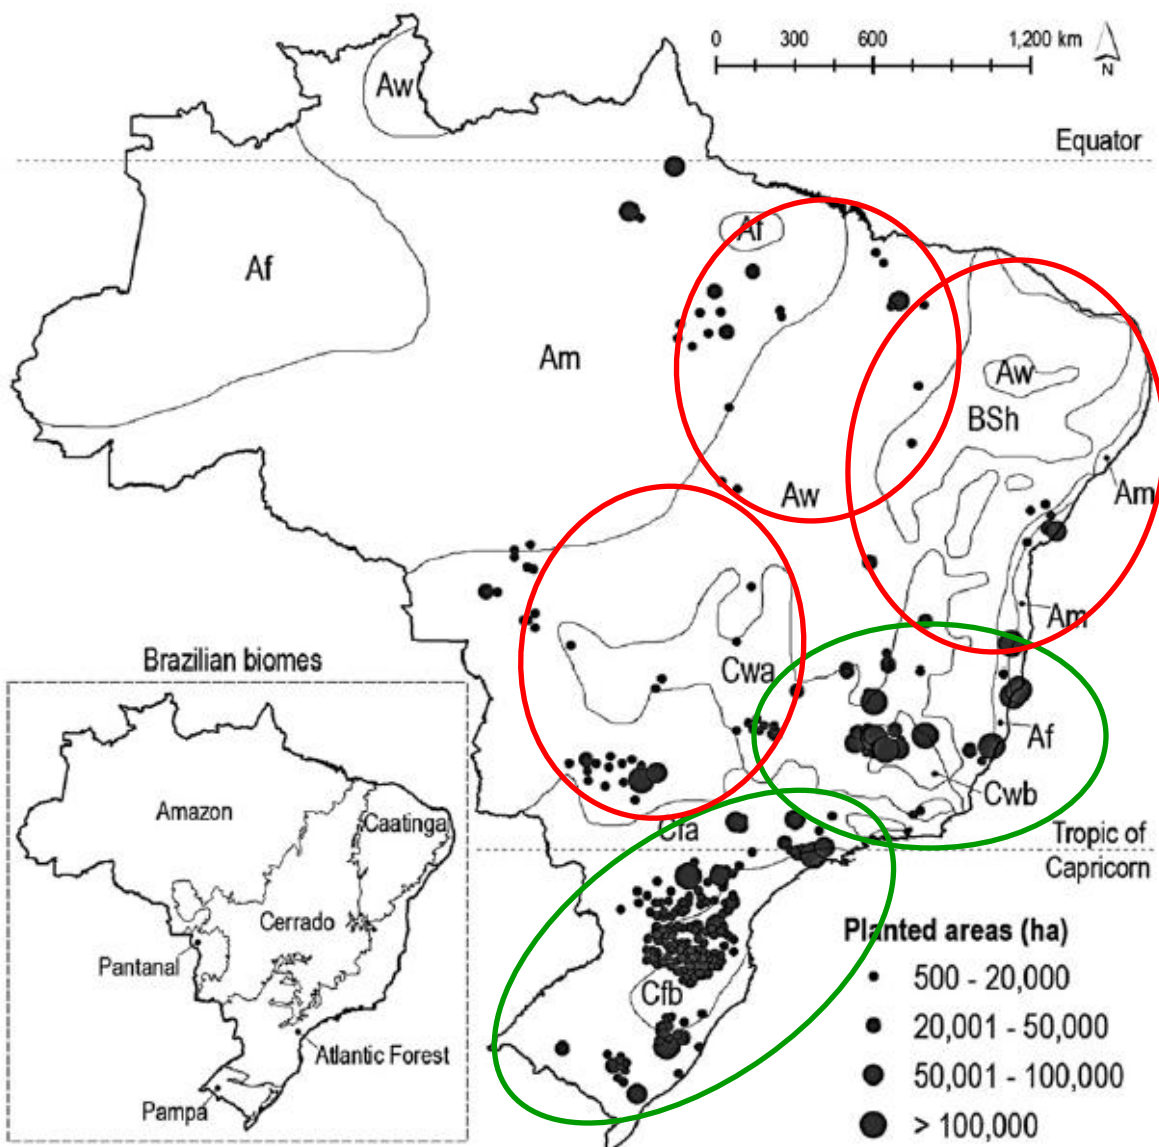 0 300 600 1,200 km
N
Aw
Equator
Af
Af
Am
Aw
BSh
Am
Aw
Am
Brazilian biomes
Cwa
Af
Amazon
Caatinga
Cwb
Cfa
Tropic of
Capricorn
Cerrado
Planted areas (ha)
Pantanal
500 - 20,000
Cfb
20,001 - 50,000
Atlantic Forest
50,001 - 100,000
Pampa
> 100,000